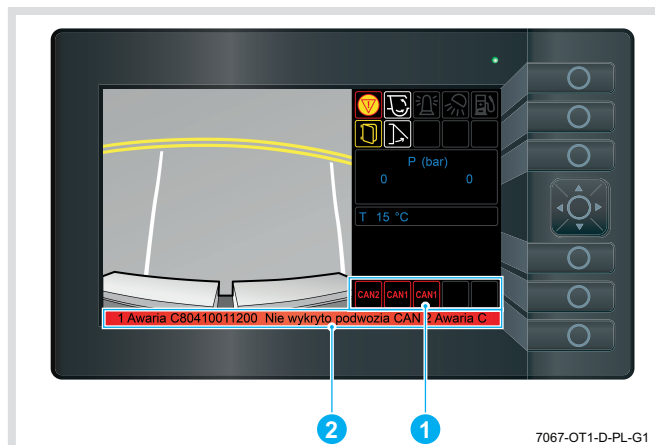 P (bar)
0 0
T 15 °C
CAN2 CAN1 CAN1
1 Awaria C80410011200 Nie wykryto podwozia CAN 2 Awaria C
2 1
7067-OT1-D-PL-G1